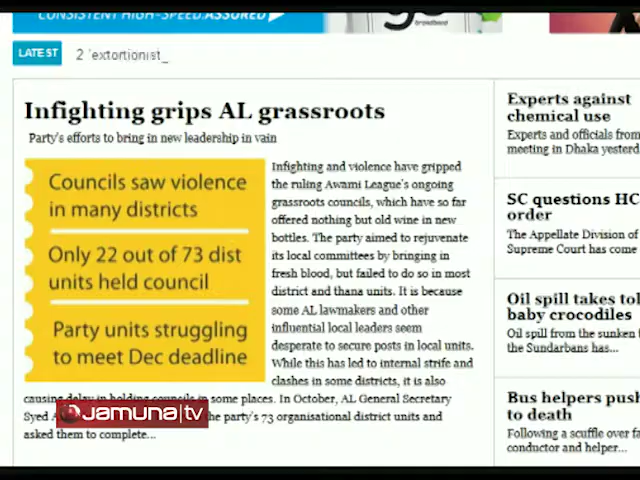 CONSISTENT HIGH-SPEED. ASSURED
broadband
LATEST
2 'extortionist_
Infighting grips AL grassroots
Party's efforts to bring in new leadership in vain
Councils saw violence
in many districts
Only 22 out of 73 dist
units held council
Party units struggling
to meet Dec deadline
Infighting and violence have gripped
the ruling Awami League's ongoing
grassroots councils, which have so far
offered nothing but old wine in new
bottles. The party aimed to rejuvenate
its local committees by bringing in
fresh blood, but failed to do so in most
district and thana units. It is because
some AL lawmakers and other
influential local leaders seem
desperate to secure posts in local units.
While this has led to internal strife and
clashes in some districts, it is also
causing delay in holding councils in some places. In October, AL General Secretary
Syed he party's 73 organisational district units and
asked them to complete...
Jamuna|tv
Experts against
chemical use
Experts and officials from
meeting in Dhaka yesterd
SC questions HC
order
The Appellate Division of
Supreme Court has come
Oil spill takes tol
baby crocodiles
Oil spill from the sunken
the Sundarbans has...
Bus helpers push
to death
Following a scuffle over fa
conductor and helper...